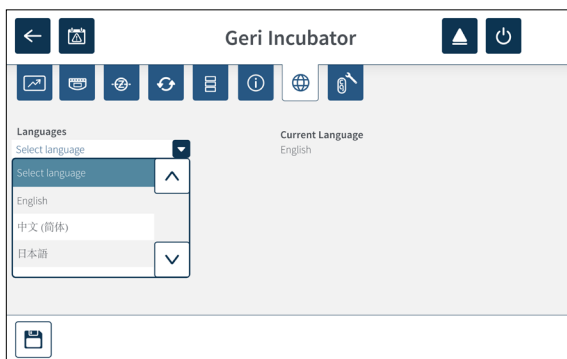 Geri Incubator
Languages
Select language
Select language
English
中文 (简体)
日本語
Current Language
English